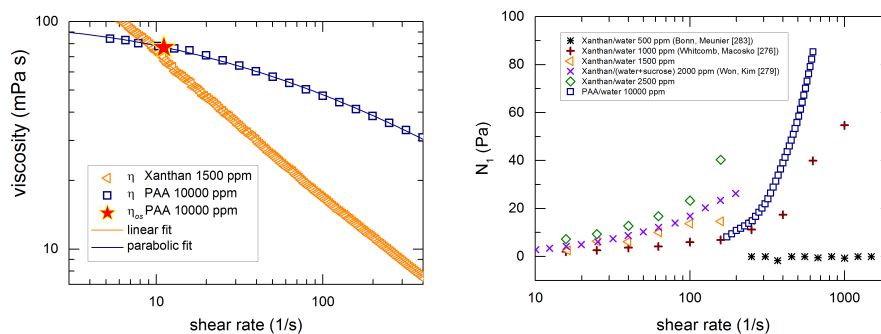 100
10
10
100
viscosity (mPa s)
shear rate (1/s)
η Xanthan 1500 ppm
η PAA 10000 ppm
ηos PAA 10000 ppm
linear fit
parabolic fit
100
80
60
40
20
0
10
100
1000
N1 (Pa)
shear rate (1/s)
Xanthan/water 500 ppm (Bonn, Meunier [283])
Xanthan/water 1000 ppm (Whitcomb, Macosko [276])
Xanthan/water 1500 ppm
Xanthan/(water+sucrose) 2000 ppm (Won, Kim [279])
Xanthan/water 2500 ppm
PAA/water 10000 ppm